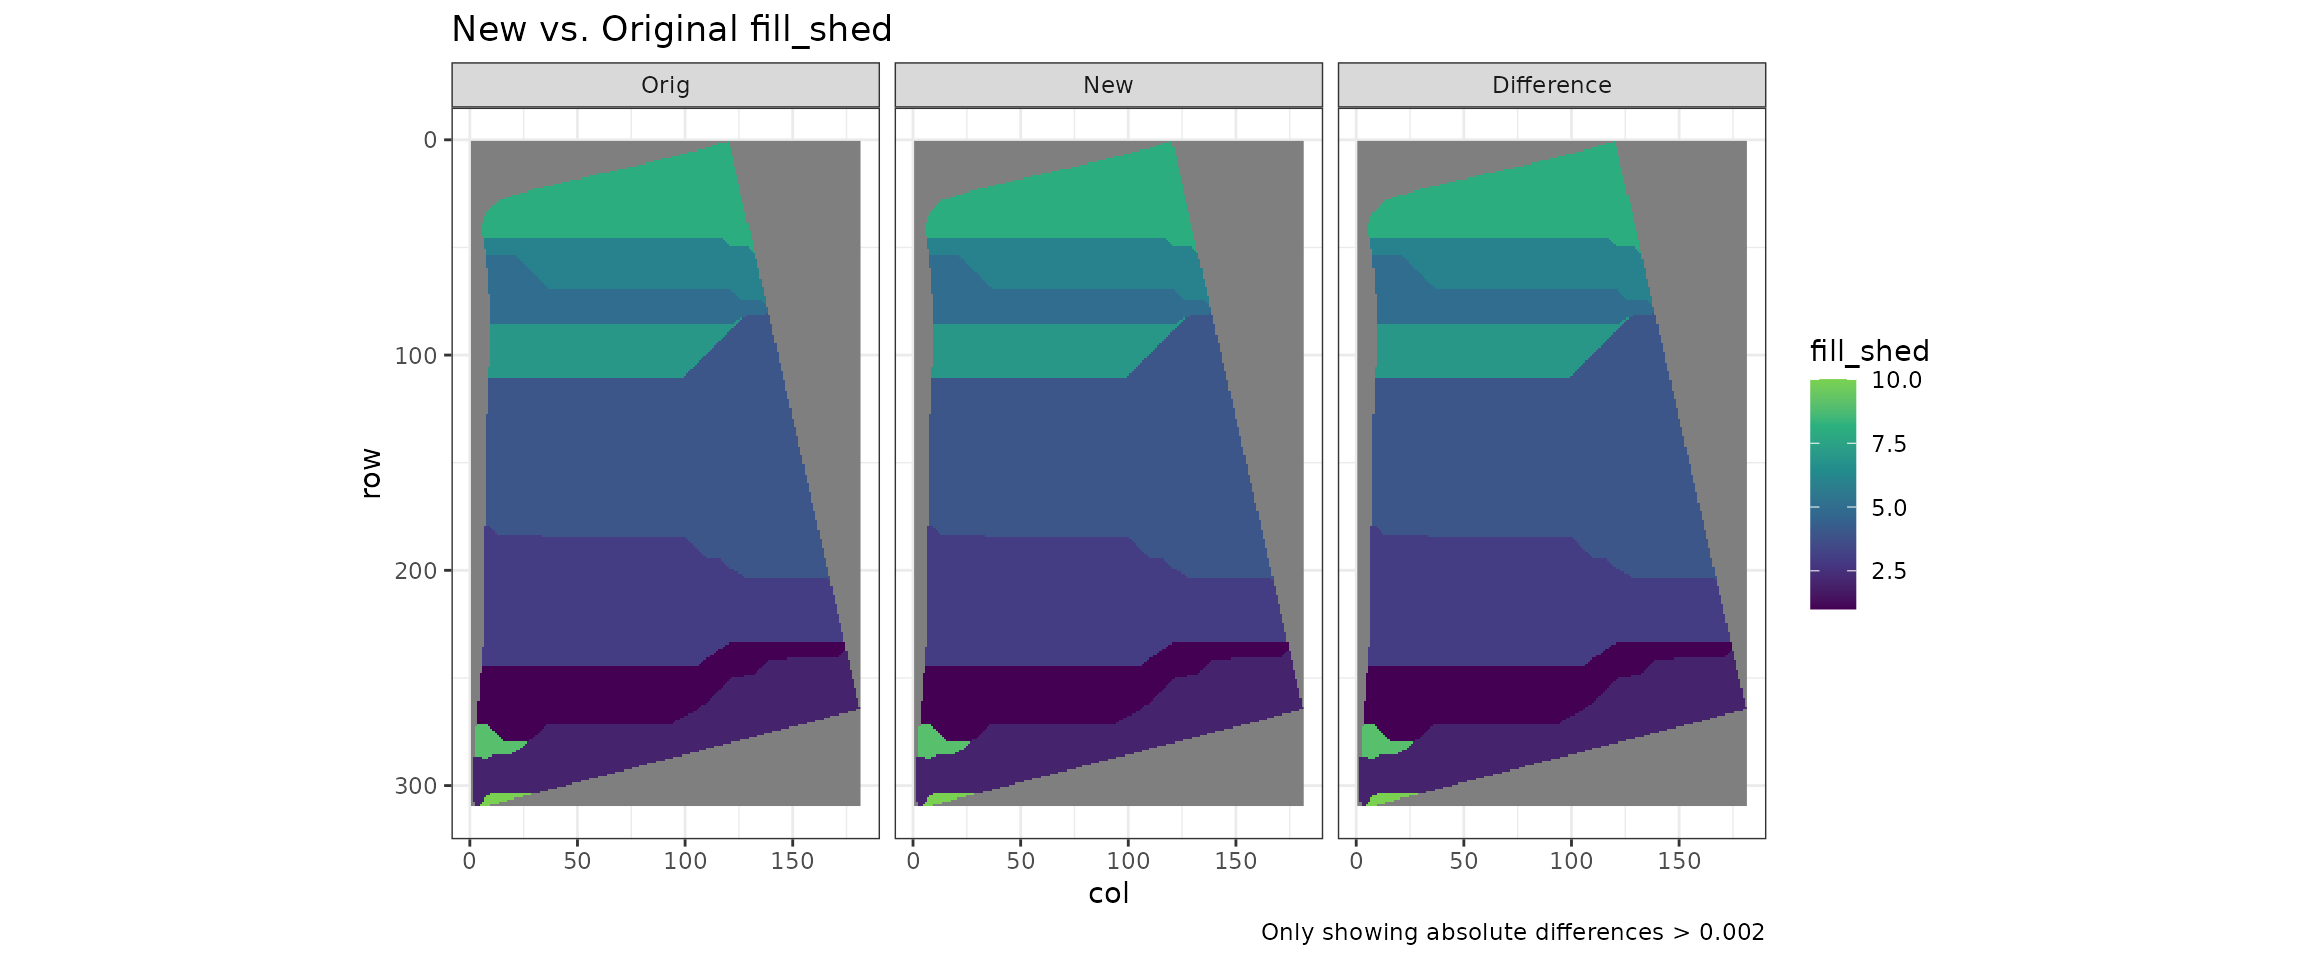 New vs. Original fill_shed
Orig New Difference
0
100
200
300
row
0 50 100 150 0 50 100 150 0 50 100 150
col
fill_shed
10.0
7.5
5.0
2.5
Only showing absolute differences > 0.002